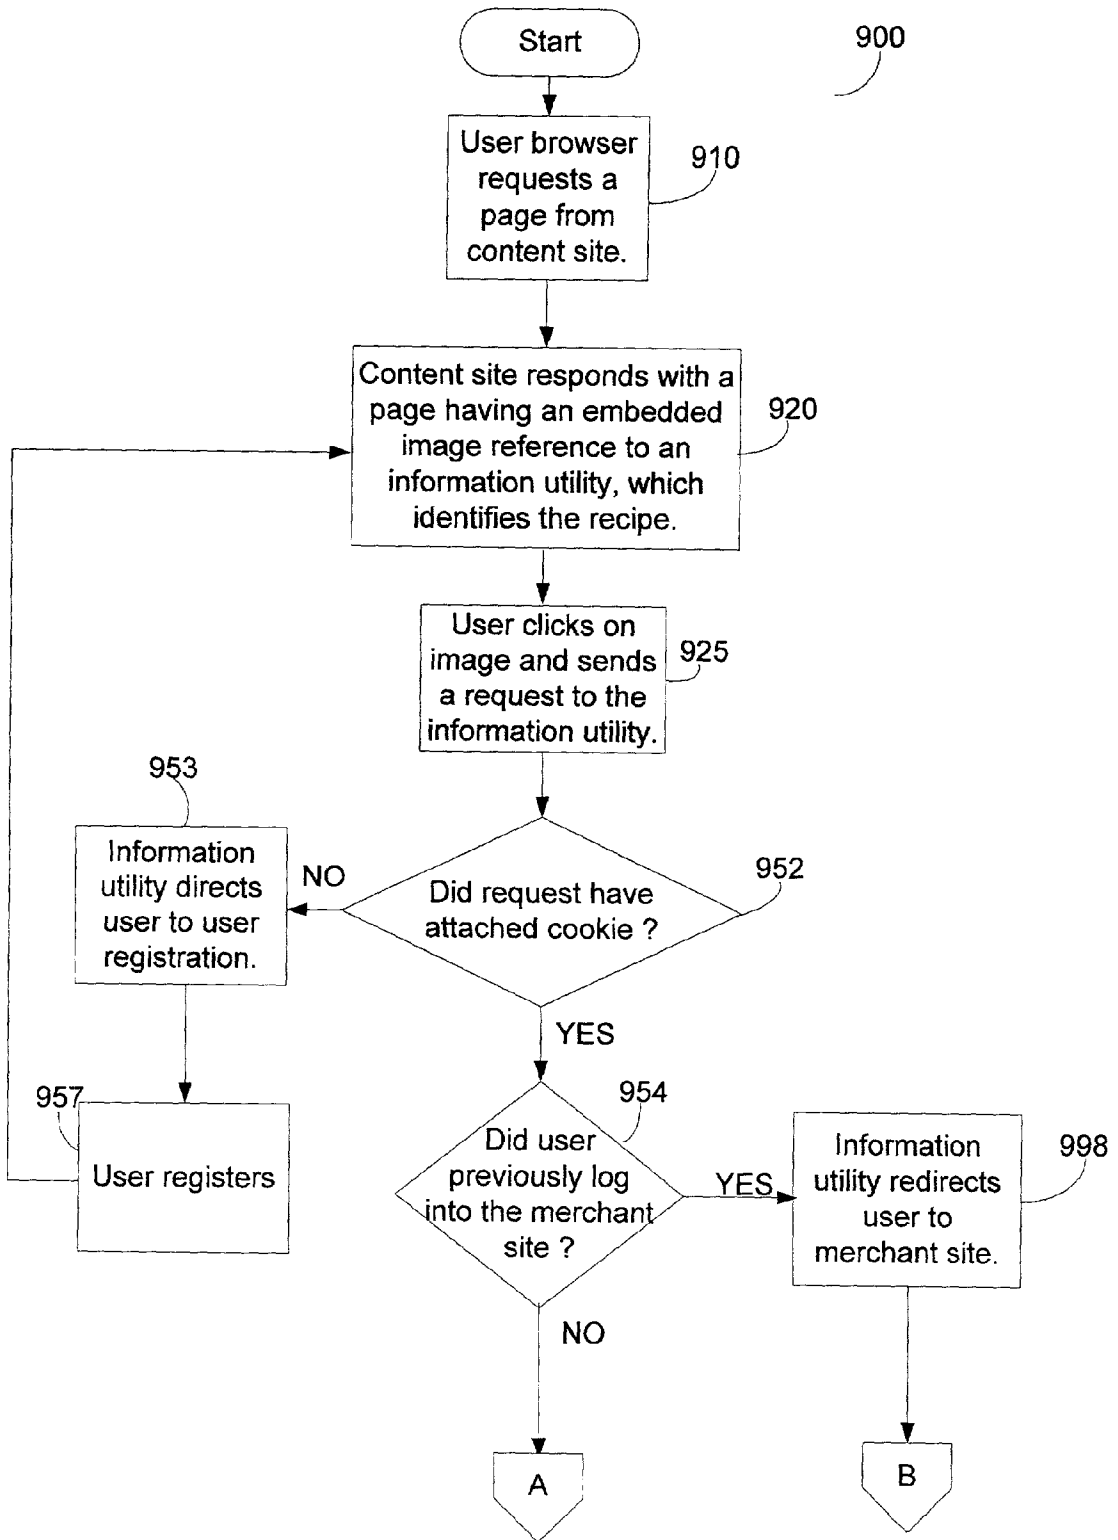 Start
900
User browser
requests a
page from
content site.
910
Content site responds with a
page having an embedded
image reference to an
information utility, which
identifies the recipe.
920
User clicks on
image and sends
a request to the
information utility.
925
953
Information
utility directs
user to user
registration.
NO
Did request have
attached cookie ?
952
YES
957
User registers
954
Did user
previously log
into the merchant
site ?
YES
Information
utility redirects
user to
merchant site.
998
NO
A
B